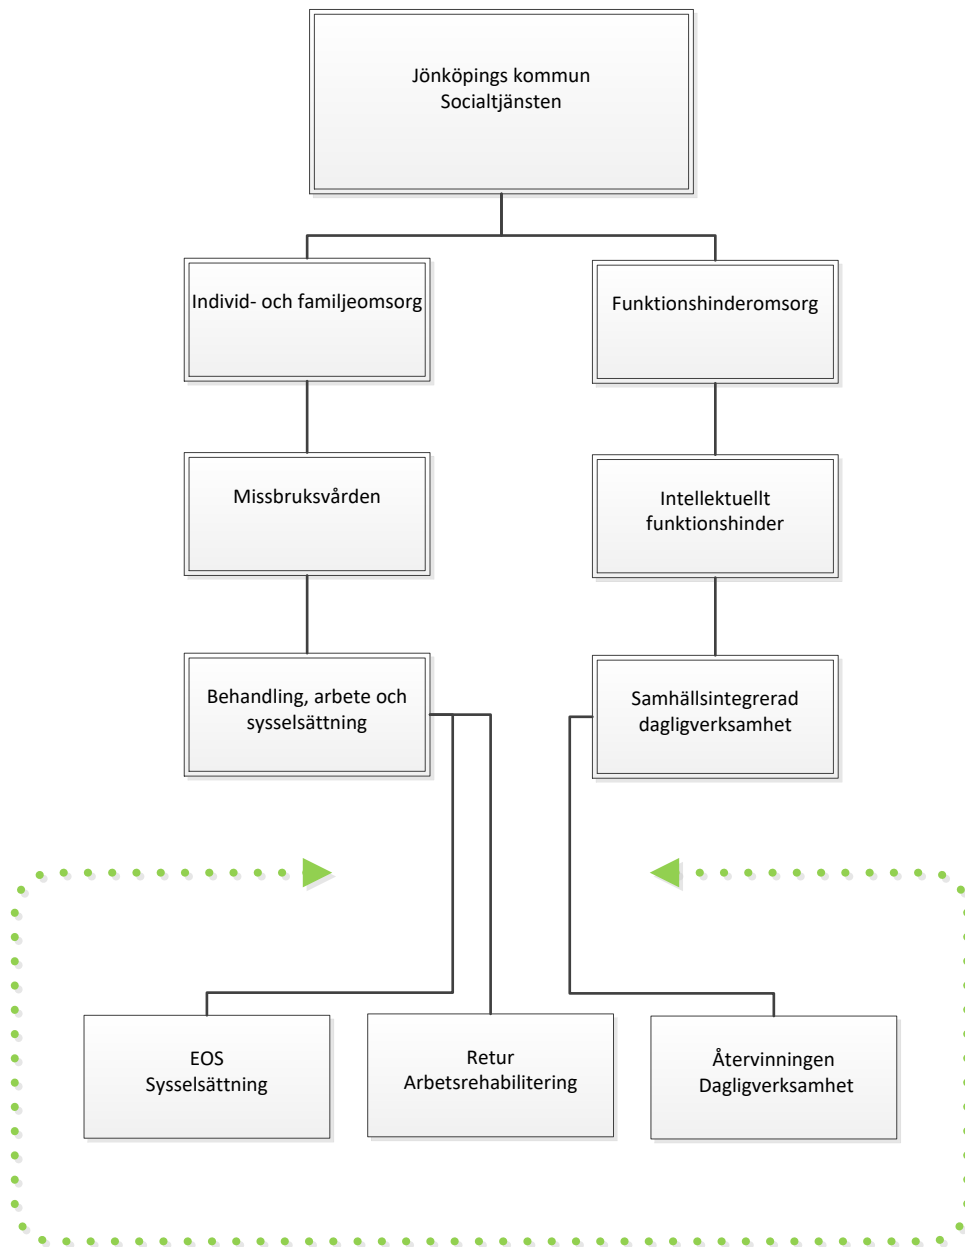 Jönköpings kommun
Socialtjänsten
Individ- och familjeomsorg
Funktionshinderomsorg
Missbruksvården
Intellektuellt
funktionshinder
Behandling, arbete och
sysselsättning
Samhällsintegrerad
dagligverksamhet
EOS
Sysselsättning
Retur
Arbetsrehabilitering
Återvinningen
Dagligverksamhet